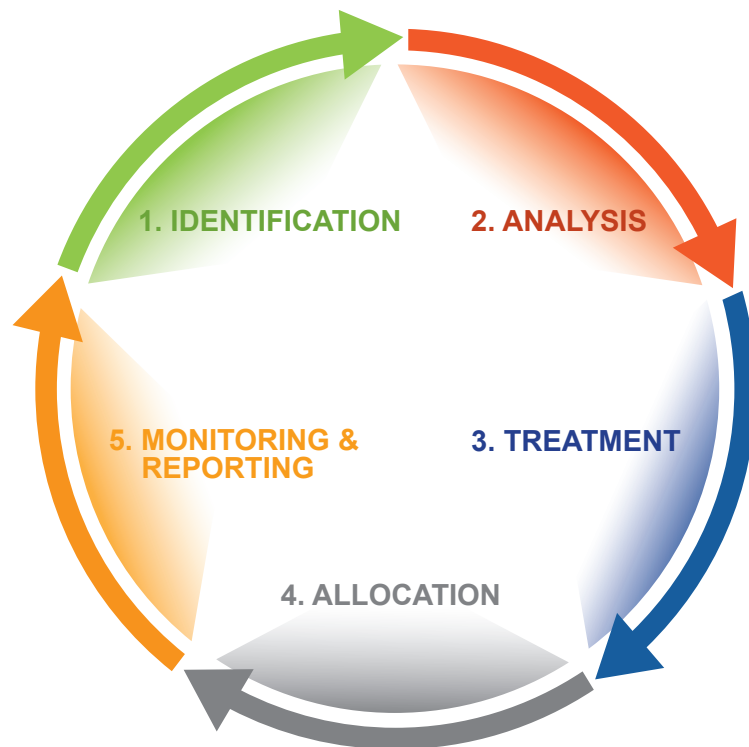 1. IDENTIFICATION
2. ANALYSIS
3. TREATMENT
4. ALLOCATION
5. MONITORING &
REPORTING